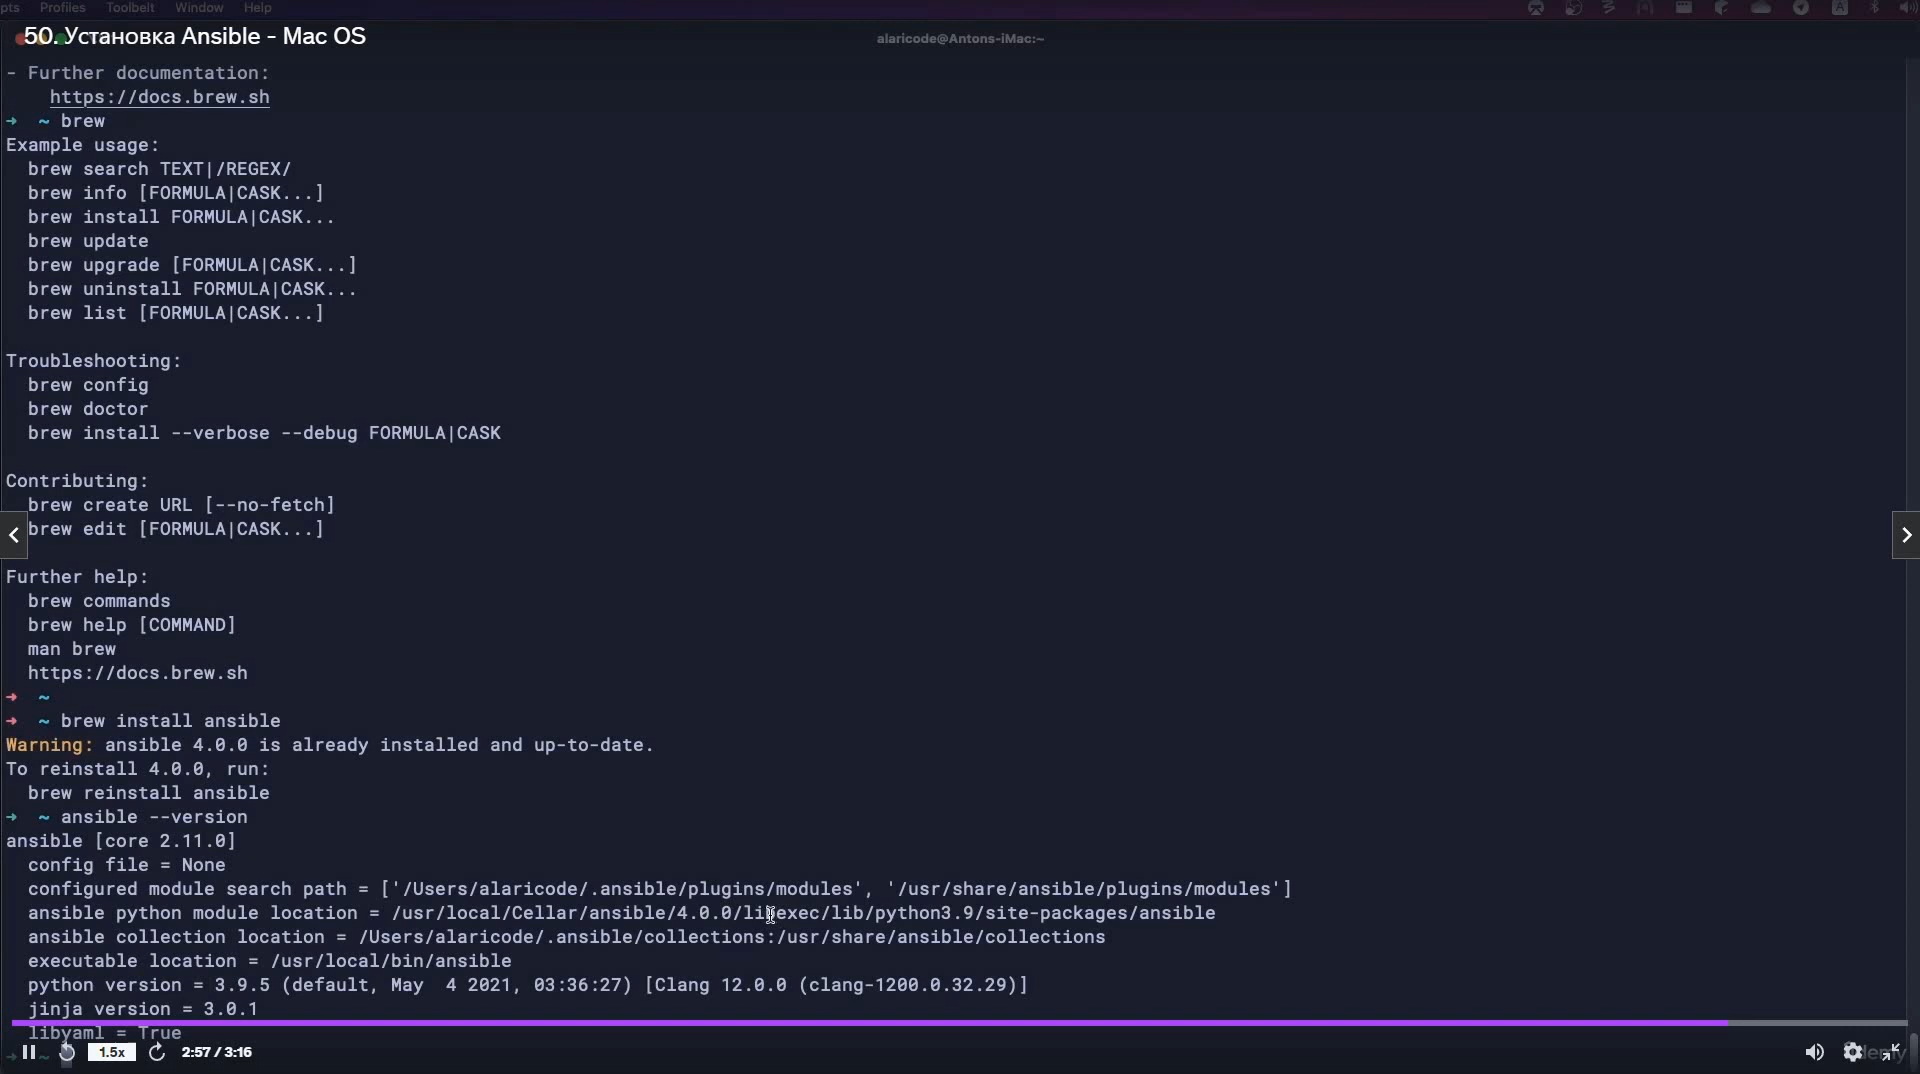 pts Profiles Toolbelt Window Help
50. Установка Ansible - Mac OS
alaricode@Antons-iMac:~
- Further documentation:
https://docs.brew.sh
➜ ~ brew
Example usage:
brew search TEXT|/REGEX/
brew info [FORMULA|CASK...]
brew install FORMULA|CASK...
brew update
brew upgrade [FORMULA|CASK...]
brew uninstall FORMULA|CASK...
brew list [FORMULA|CASK...]
Troubleshooting:
brew config
brew doctor
brew install --verbose --debug FORMULA|CASK
Contributing:
brew create URL [--no-fetch]
brew edit [FORMULA|CASK...]
Further help:
brew commands
brew help [COMMAND]
man brew
https://docs.brew.sh
➜ ~
➜ ~ brew install ansible
Warning: ansible 4.0.0 is already installed and up-to-date.
To reinstall 4.0.0, run:
brew reinstall ansible
➜ ~ ansible --version
ansible [core 2.11.0]
config file = None
configured module search path = ['/Users/alaricode/.ansible/plugins/modules', '/usr/share/ansible/plugins/modules']
ansible python module location = /usr/local/Cellar/ansible/4.0.0/libexec/lib/python3.9/site-packages/ansible
ansible collection location = /Users/alaricode/.ansible/collections:/usr/share/ansible/collections
executable location = /usr/local/bin/ansible
python version = 3.9.5 (default, May  4 2021, 03:36:27) [Clang 12.0.0 (clang-1200.0.32.29)]
jinja version = 3.0.1
libyaml = True
➜ ~
1.5x 2:57 / 3:16